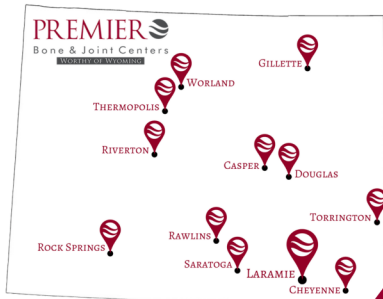 PREMIER
Bone & Joint Centers
WORTHY OF WYOMING
GILLETTE
WORLAND
THERMOPOLIS
RIVERTON
CASPER
DOUGLAS
TORRINGTON
RAWLINS
ROCK SPRINGS
SARATOGA
LARAMIE
CHEYENNE